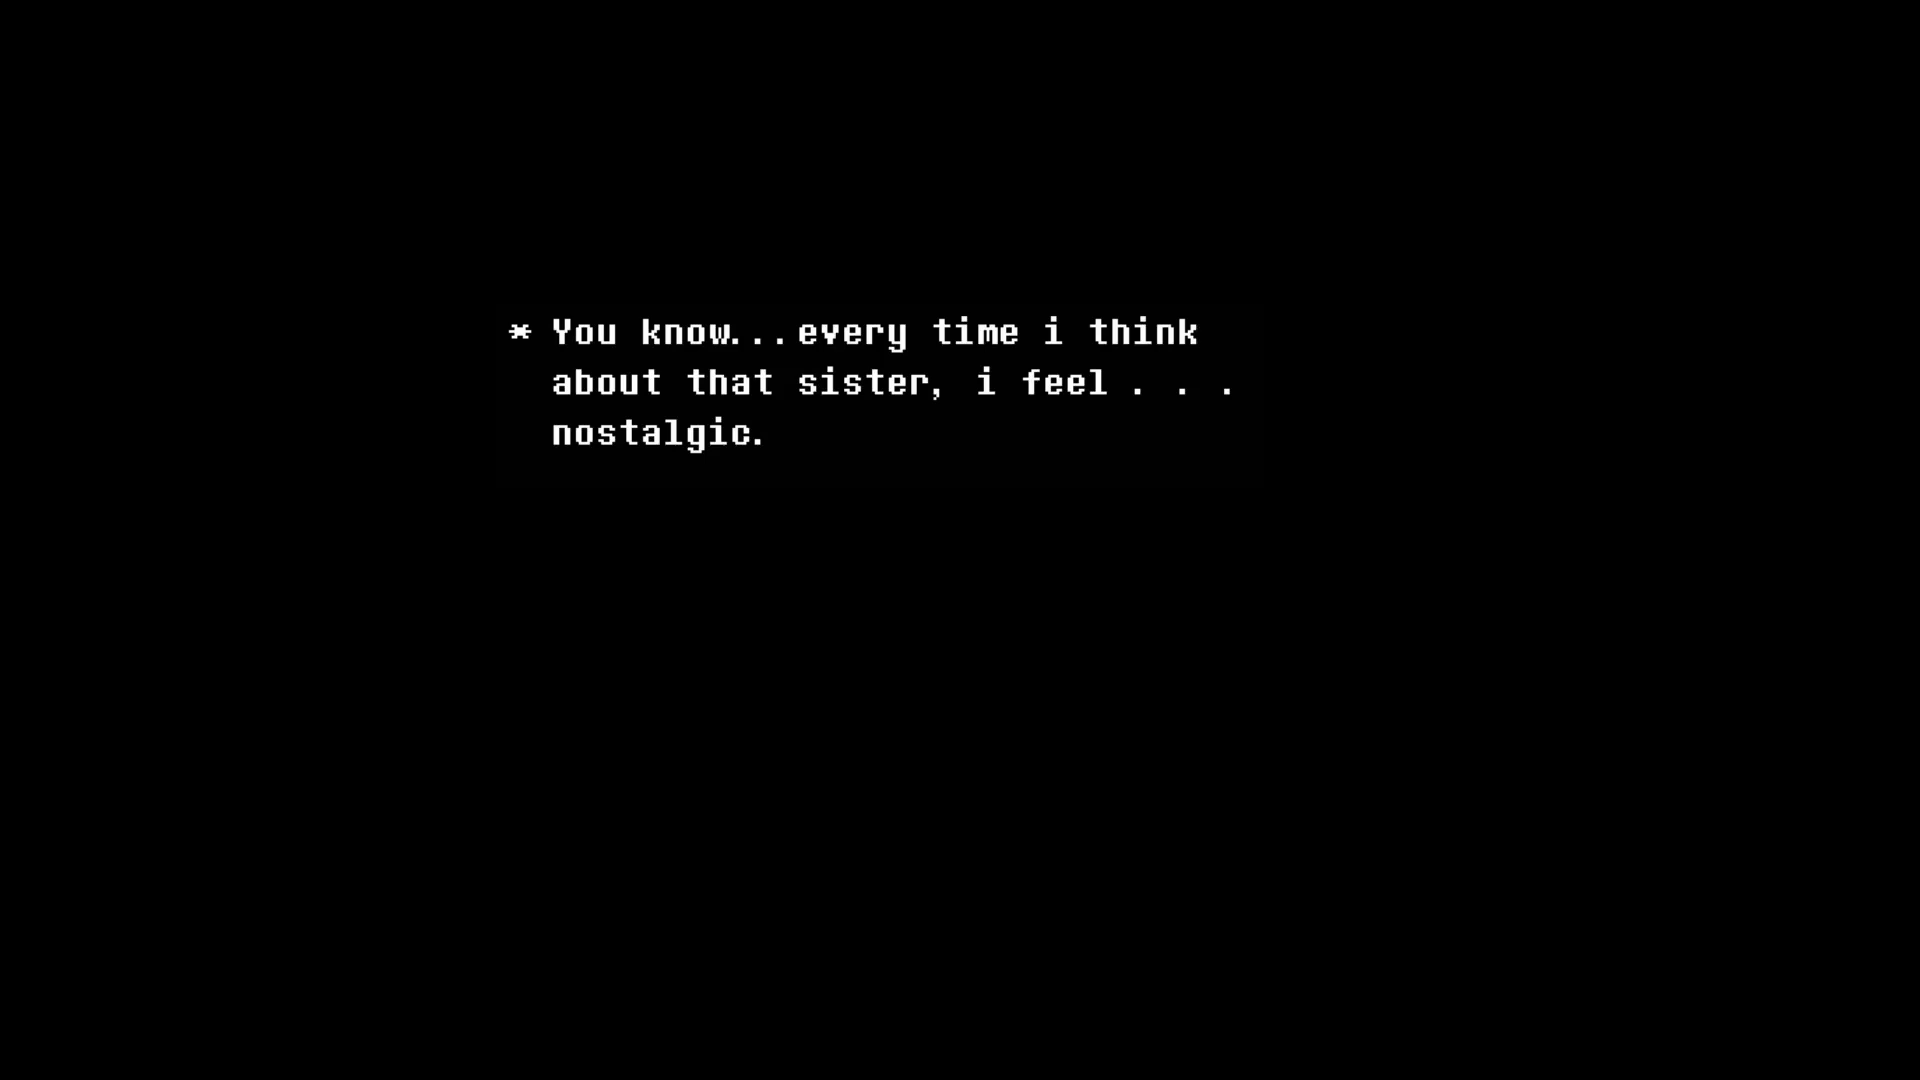 * You know...every time i think
about that sister, i feel . . .
nostalgic.